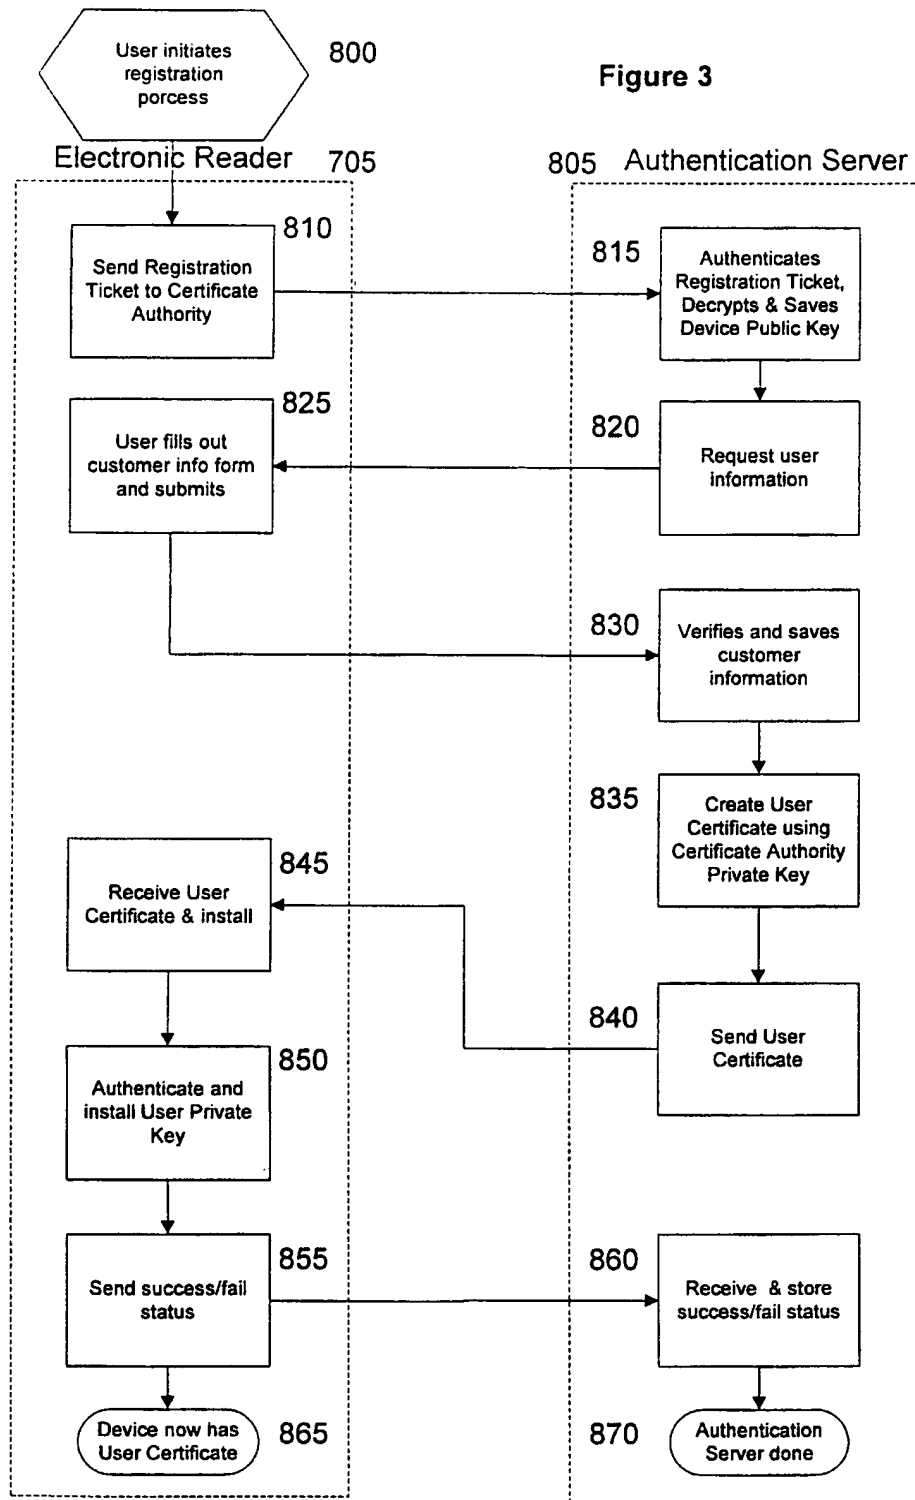 User initiates
registration
porcess
800
Figure 3
Electronic Reader
705
805
Authentication Server
810
Send Registration
Ticket to Certificate
Authority
815
Authenticates
Registration Ticket,
Decrypts & Saves
Device Public Key
825
User fills out
customer info form
and submits
820
Request user
information
830
Verifies and saves
customer
information
835
Create User
Certificate using
Certificate Authority
Private Key
845
Receive User
Certificate & install
840
Send User
Certificate
850
Authenticate and
install User Private
Key
855
Send success/fail
status
860
Receive & store
success/fail status
Device now has
User Certificate
865
870
Authentication
Server done